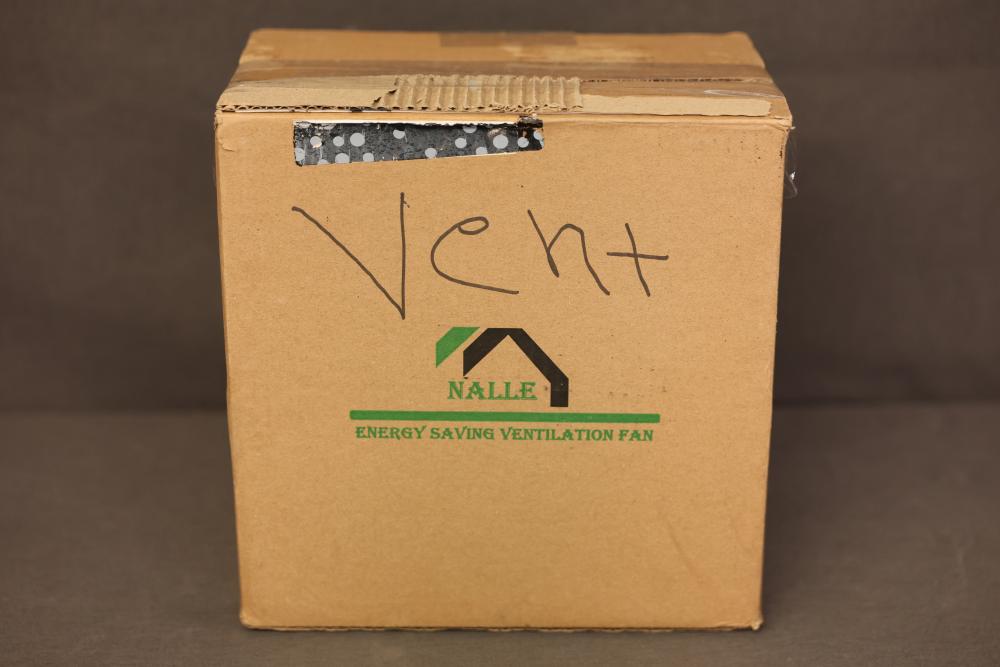 Vent
NALLE
ENERGY SAVING VENTILATION FAN